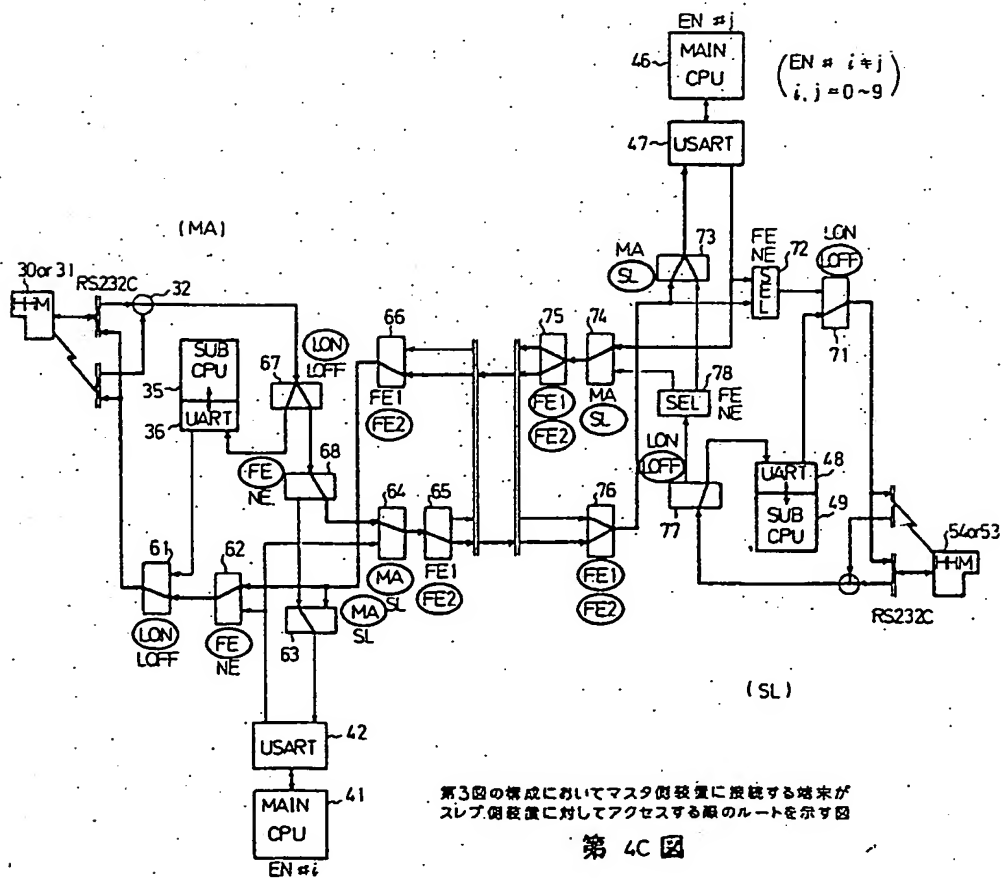 EN #j
46
MAIN
CPU
(EN # i ≠ j
i, j = 0~9)
47
USART
(MA)
30or 31
HHM
RS232C
32
73
MA
SL
FE
NE
72
SEL
LON
LOFF
71
66
75
74
SUB
CPU
35
UART
36
67
LON
LOFF
FE1
FE2
FE1
FE2
MA
SL
78
SEL
FE
NE
LON
LOFF
77
UART
48
SUB
CPU
49
68
FE
NE
64
65
76
54or53
HHM
61
62
MA
SL
FE1
FE2
FE1
FE2
RS232C
LON
LOFF
FE
NE
63
MA
SL
(SL)
USART
42
MAIN
CPU
41
EN #i
第3図の構成においてマスタ側装置に接続する端末が
スレブ側装置に対してアクセスする際のルートを示す図
第 4C 図